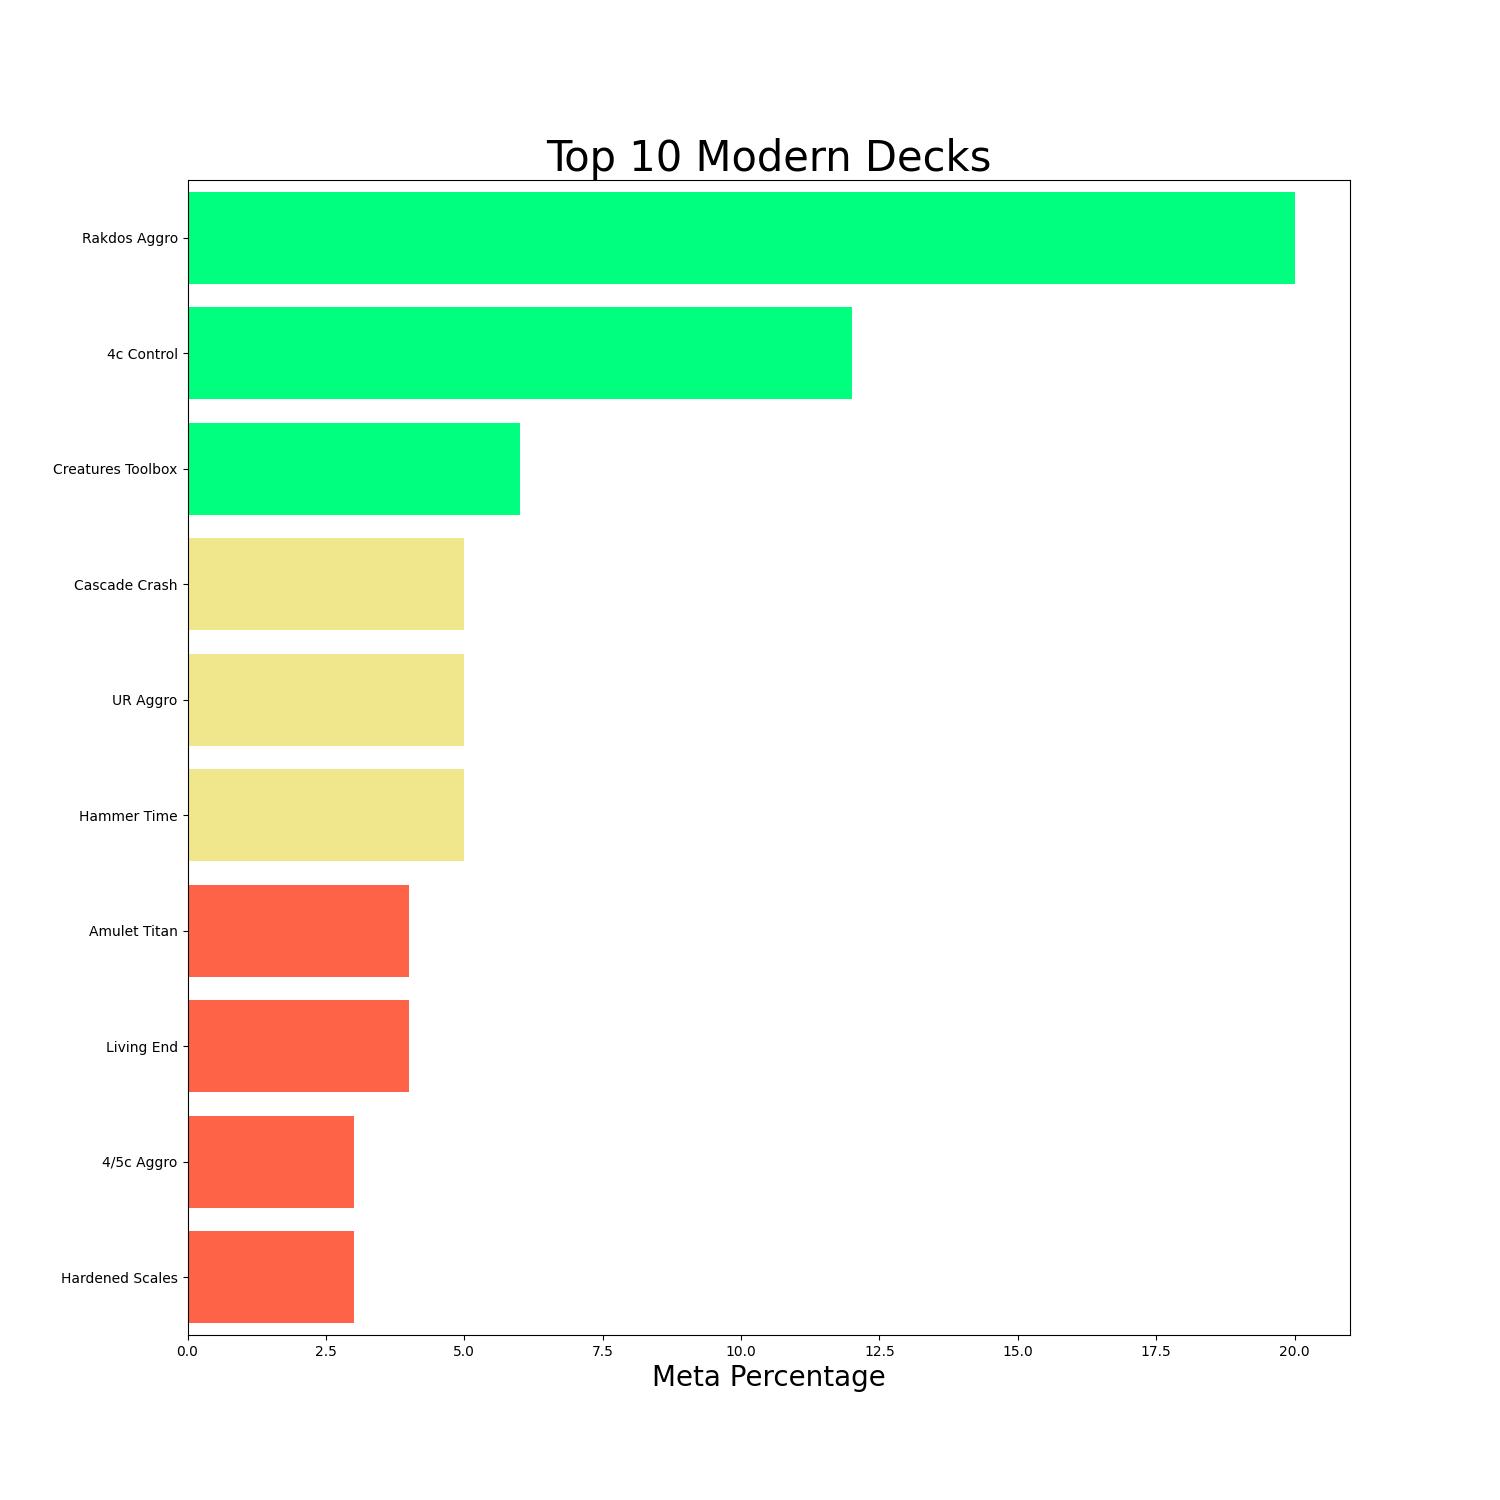 Top 10 Modern Decks
Rakdos Aggro
4c Control
Creatures Toolbox
Cascade Crash
UR Aggro
Hammer Time
Amulet Titan
Living End
4/5c Aggro
Hardened Scales
0.0 2.5 5.0 7.5 10.0 12.5 15.0 17.5 20.0
Meta Percentage